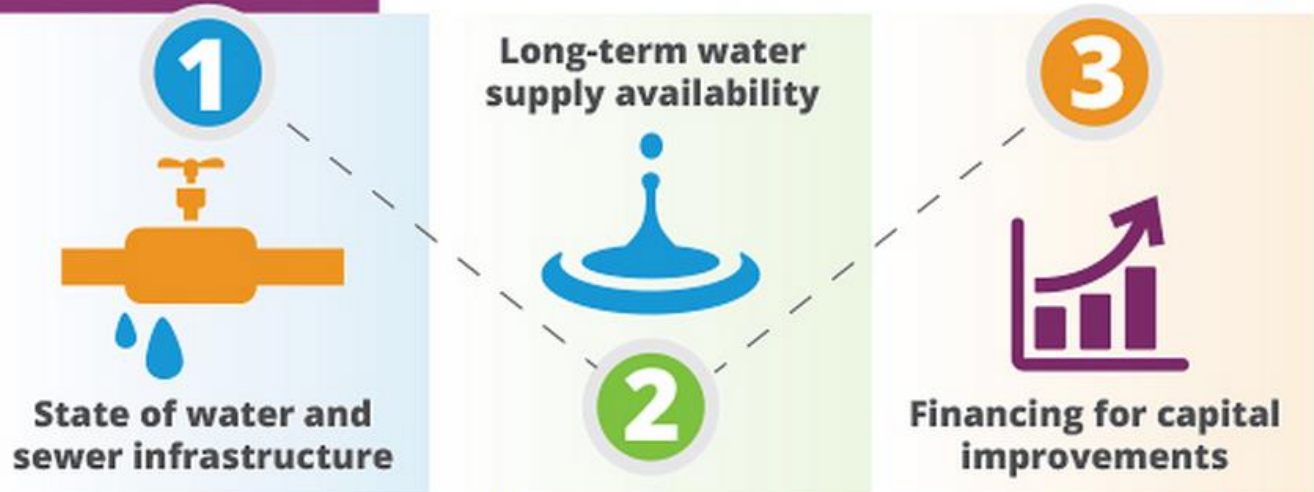 1
State of water and
sewer infrastructure
Long-term water
supply availability
2
3
Financing for capital
improvements